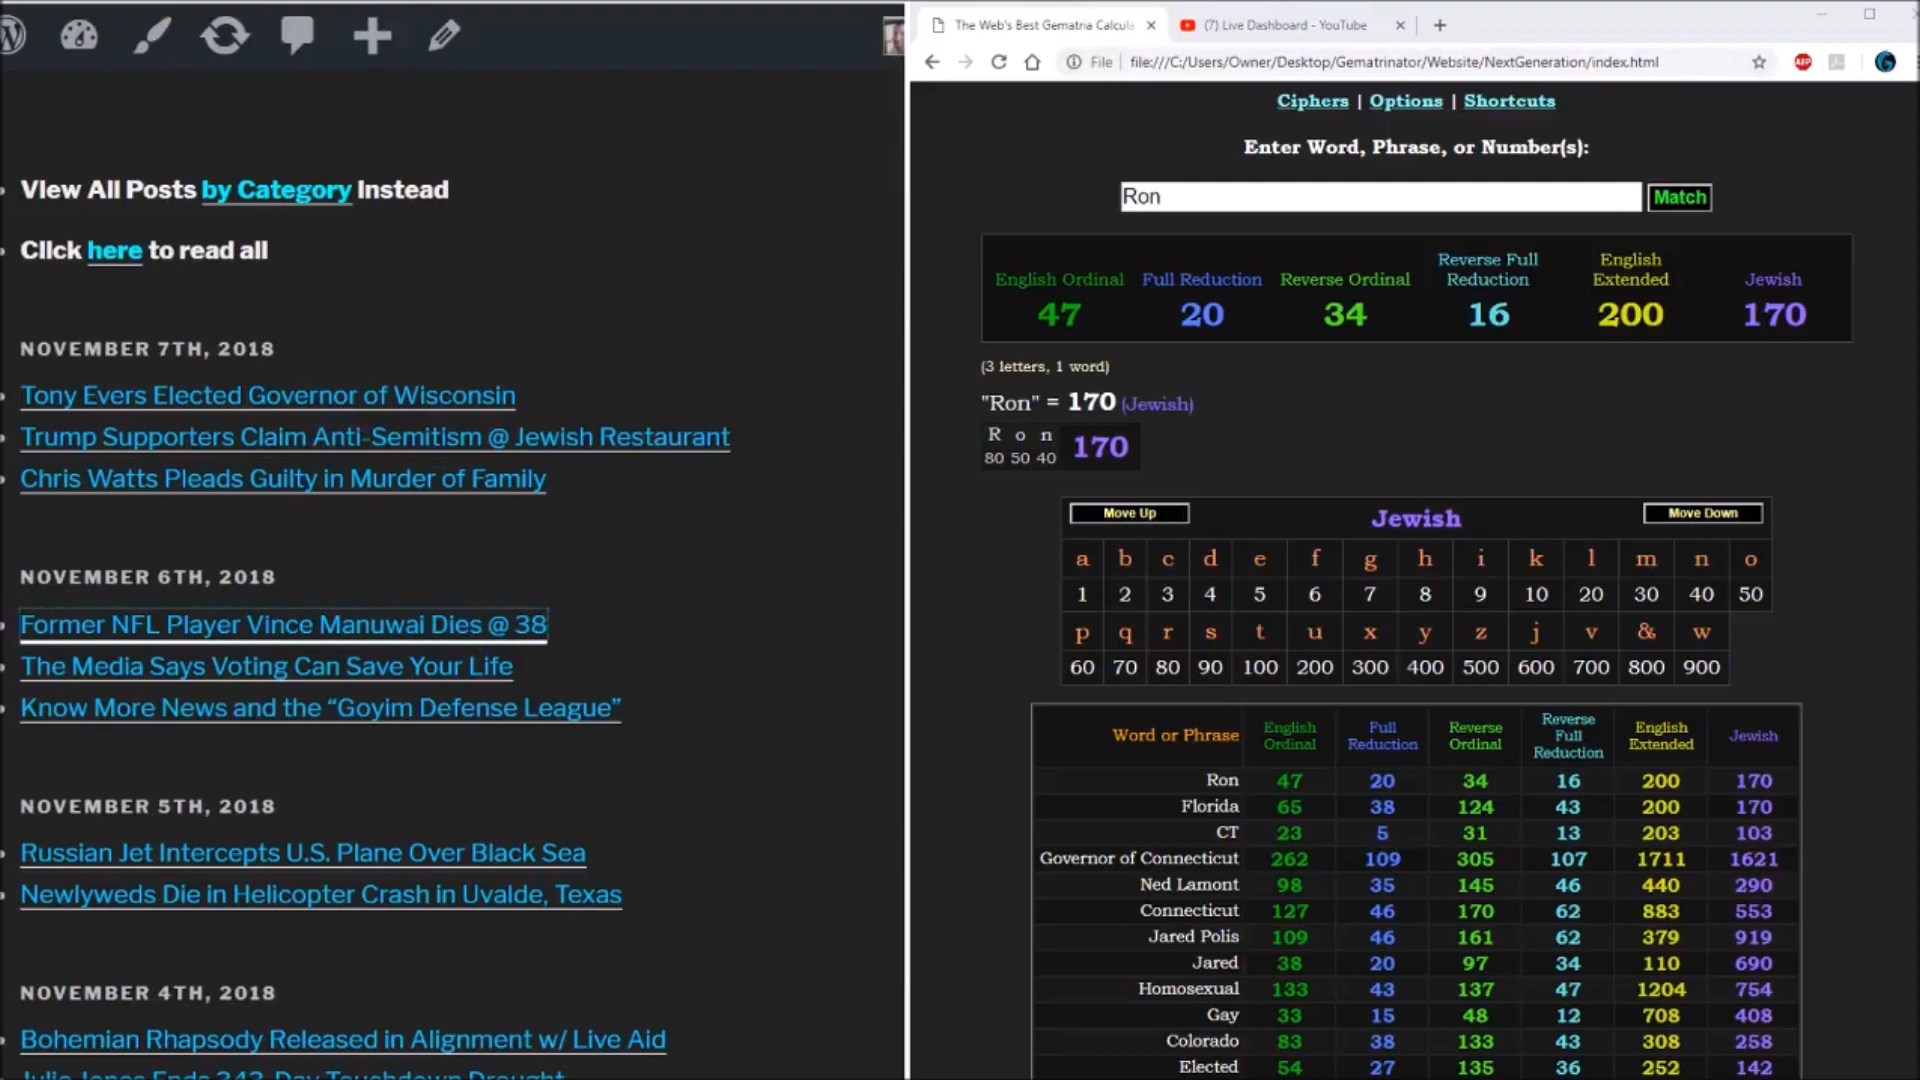 View All Posts by Category Instead
Click here to read all
NOVEMBER 7TH, 2018
Tony Evers Elected Governor of Wisconsin
Trump Supporters Claim Anti-Semitism @ Jewish Restaurant
Chris Watts Pleads Guilty in Murder of Family
NOVEMBER 6TH, 2018
Former NFL Player Vince Manuwai Dies @ 38
The Media Says Voting Can Save Your Life
Know More News and the “Goyim Defense League”
NOVEMBER 5TH, 2018
Russian Jet Intercepts U.S. Plane Over Black Sea
Newlyweds Die in Helicopter Crash in Uvalde, Texas
NOVEMBER 4TH, 2018
Bohemian Rhapsody Released in Alignment w/ Live Aid
Julio Jones Ends 343-Day Touchdown Drought
The Web's Best Gematria Calcula
(7) Live Dashboard - YouTube
File
file:///C:/Users/Owner/Desktop/Gematrinator/Website/NextGeneration/index.html
ABP
Ciphers | Options | Shortcuts
Enter Word, Phrase, or Number(s):
Ron Match
English Ordinal Full Reduction Reverse Ordinal Reverse Full Reduction English Extended Jewish
47 20 34 16 200 170
(3 letters, 1 word)
"Ron" = 170 (Jewish)
R o n
80 50 40 170
Move Up Jewish Move Down
a b c d e f g h i k l m n o
1 2 3 4 5 6 7 8 9 10 20 30 40 50
p q r s t u x y z j v & w
60 70 80 90 100 200 300 400 500 600 700 800 900
Word or Phrase English Ordinal Full Reduction Reverse Ordinal Reverse Full Reduction English Extended Jewish
Ron 47 20 34 16 200 170
Florida 65 38 124 43 200 170
CT 23 5 31 13 203 103
Governor of Connecticut 262 109 305 107 1711 1621
Ned Lamont 98 35 145 46 440 290
Connecticut 127 46 170 62 883 553
Jared Polis 109 46 161 62 379 919
Jared 38 20 97 34 110 690
Homosexual 133 43 137 47 1204 754
Gay 33 15 48 12 708 408
Colorado 83 38 133 43 308 258
Elected 54 27 135 36 252 142